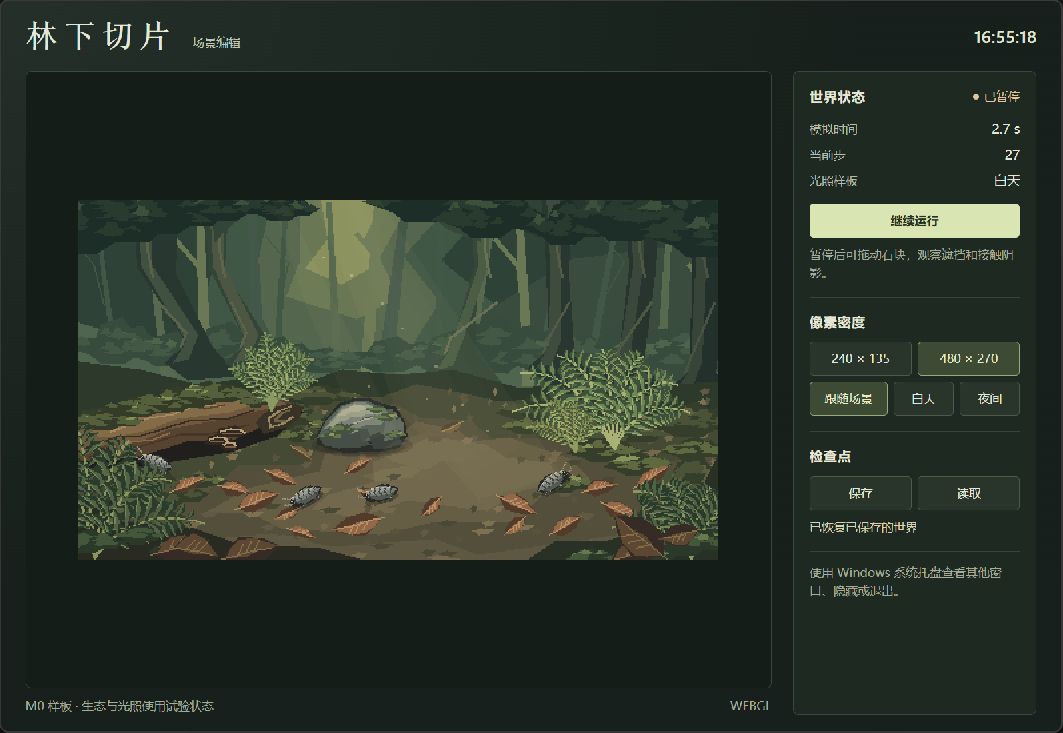 林下切片
场景编辑
16:55:18
世界状态
已暂停
模拟时间
2.7 s
当前步
27
光照样板
白天
继续运行
暂停后可拖动石块，观察遮挡和接触阴
影。
像素密度
240 × 135
480 × 270
跟随场景
白天
夜间
检查点
保存
读取
已恢复已保存的世界
使用 Windows 系统托盘查看其他窗
口、隐藏或退出。
M0 样板 · 生态与光照使用试验状态
WEBGL